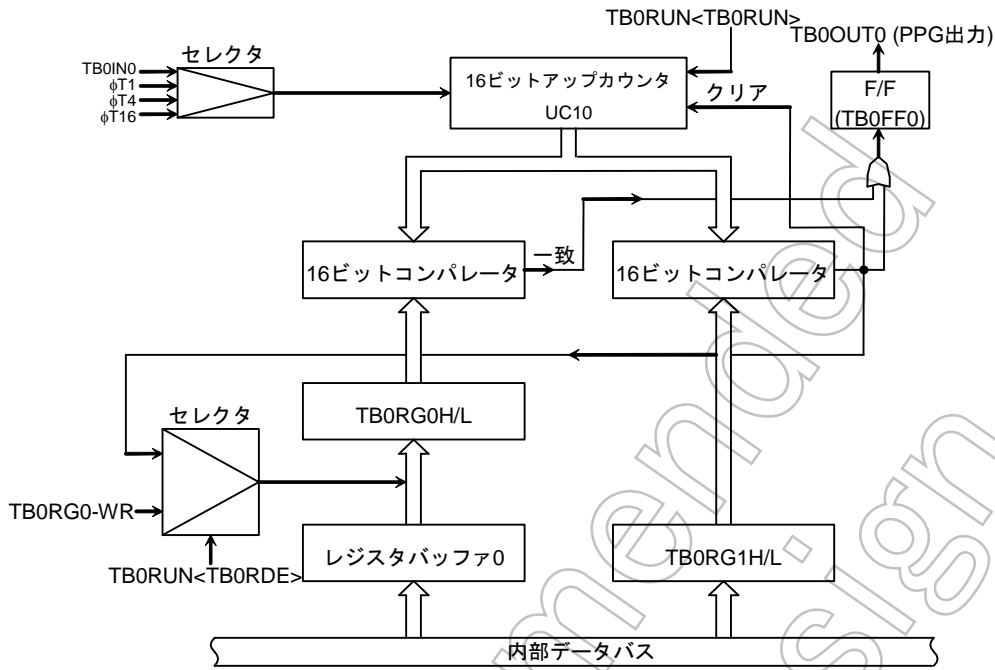 TB0RUN<TB0RUN>
TB0OUT0 (PPG出力)
セレクタ
TB0IN0
φT1
φT4
φT16
16ビットアップカウンタ
UC10
クリア
F/F
(TB0FF0)
一致
16ビットコンパレータ
16ビットコンパレータ
TB0RG0H/L
セレクタ
TB0RG0-WR
TB0RUN<TB0RDE>
レジスタバッファ0
TB0RG1H/L
内部データバス